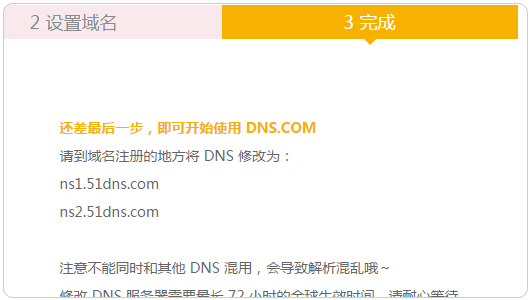 2 设置域名
3 完成
还差最后一步，即可开始使用 DNS.COM
请到域名注册的地方将 DNS 修改为：
ns1.51dns.com
ns2.51dns.com
注意不能同时和其他 DNS 混用，会导致解析混乱哦～
修改 DNS 服务器需要最长 72 小时的全球生效时间，请耐心等待